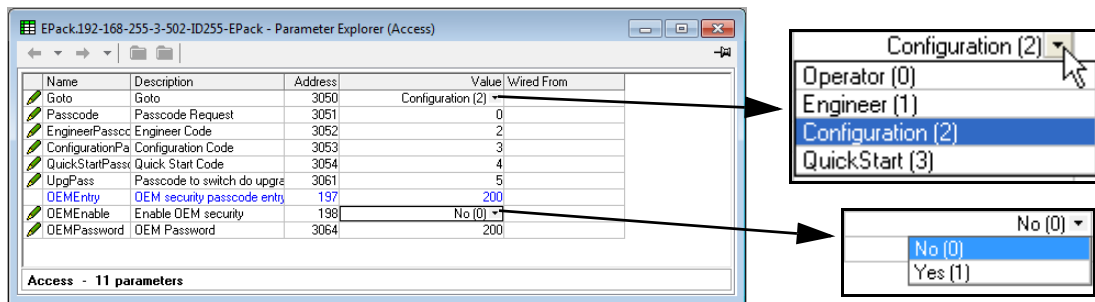 EPack.192-168-255-3-502-ID255-EPack - Parameter Explorer (Access)
Name Description Address Value Wired From
Goto Goto 3050 Configuration (2)
Passcode Passcode Request 3051 0
EngineerPassco Engineer Code 3052 2
ConfigurationPa Configuration Code 3053 3
QuickStartPassc Quick Start Code 3054 4
UpgPass Passcode to switch do upgra 3061 5
OEMEntry OEM security passcode entry 197 200
OEMEnable Enable OEM security 198 No (0)
OEMPassword OEM Password 3064 200
Access - 11 parameters
Configuration (2)
Operator (0)
Engineer (1)
Configuration (2)
QuickStart (3)
No (0)
No (0)
Yes (1)